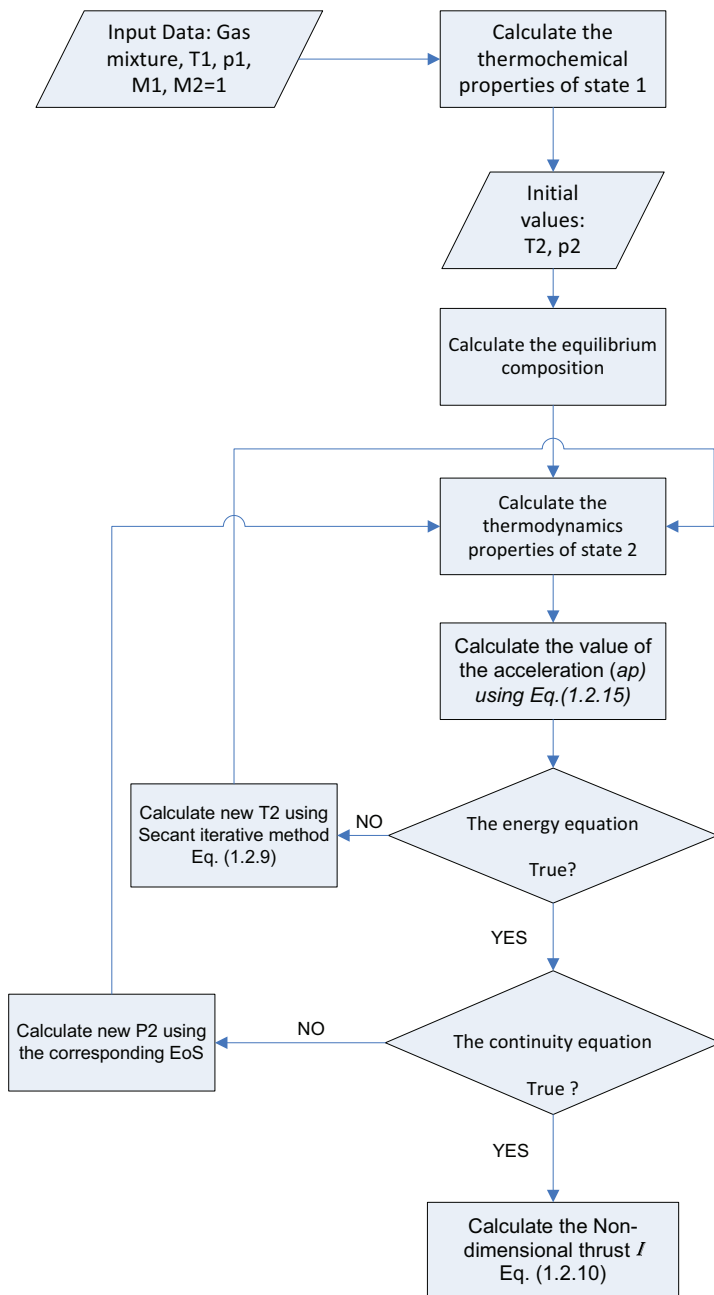 Input Data: Gas
mixture, T1, p1,
M1, M2=1
Calculate the
thermochemical
properties of state 1
Initial
values:
T2, p2
Calculate the equilibrium
composition
Calculate the
thermodynamics
properties of state 2
Calculate the value of
the acceleration (ap)
using Eq.(1.2.15)
The energy equation
True?
NO
Calculate new T2 using
Secant iterative method
Eq. (1.2.9)
YES
The continuity equation
True ?
NO
Calculate new P2 using
the corresponding EoS
YES
Calculate the Non-
dimensional thrust I
Eq. (1.2.10)